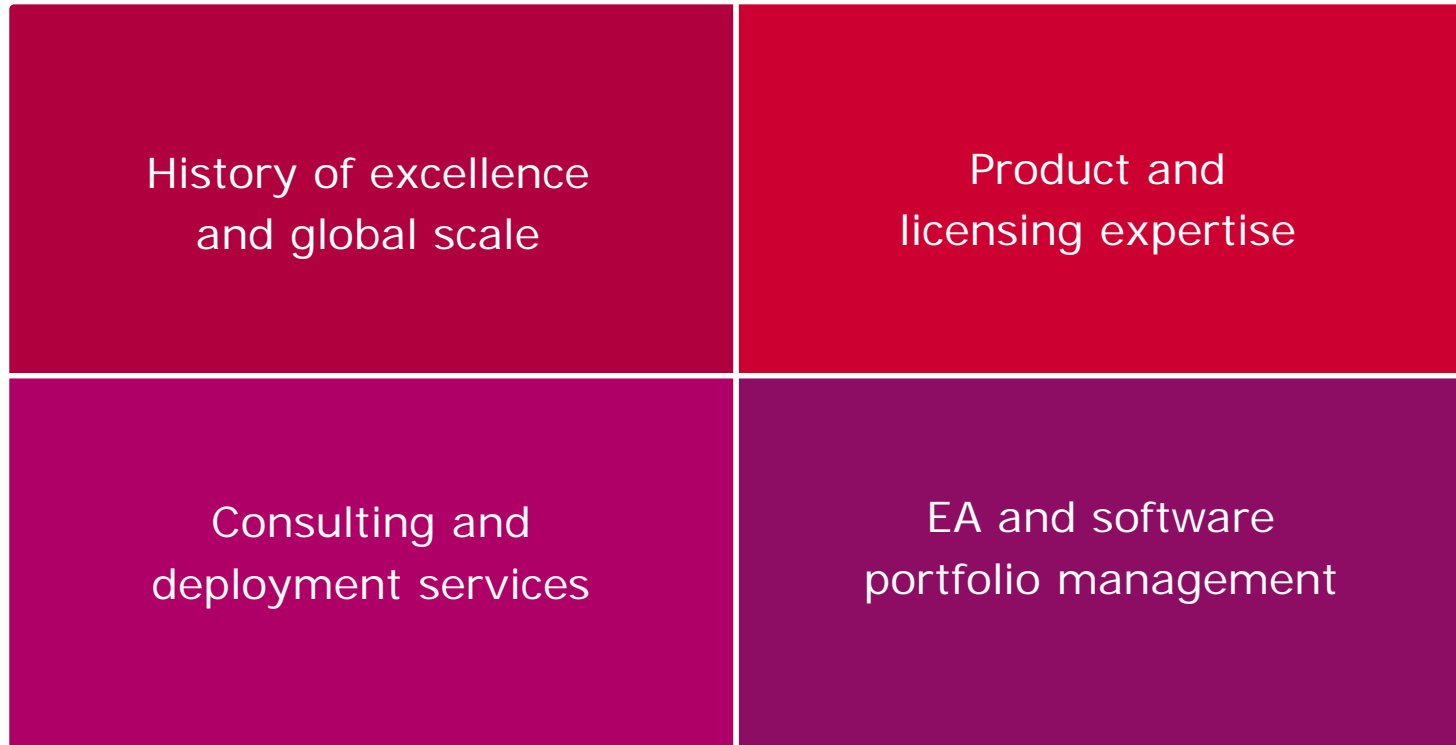 History of excellence
and global scale
Product and
licensing expertise
Consulting and
deployment services
EA and software
portfolio management